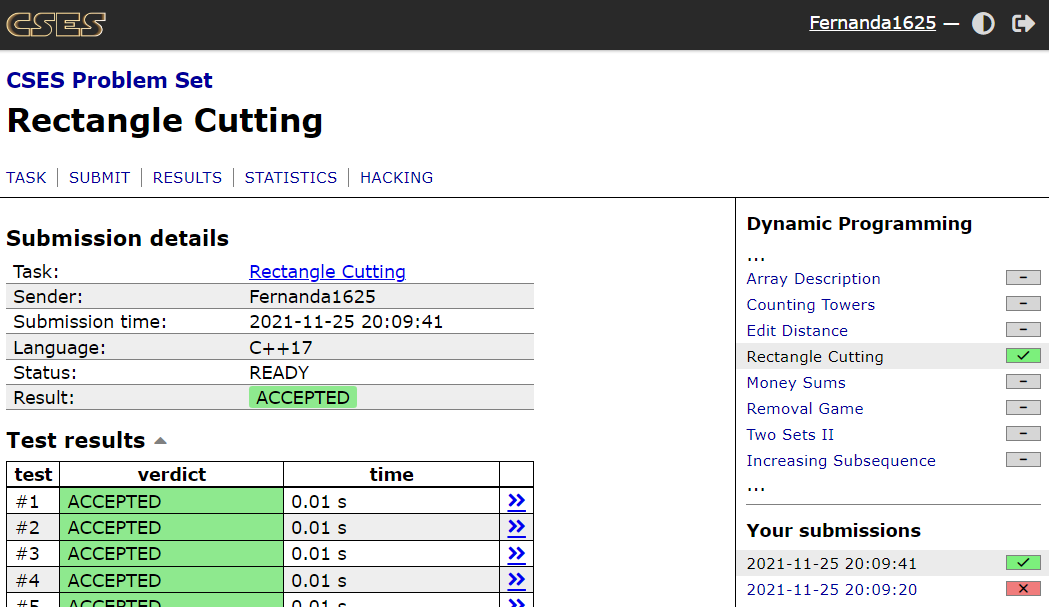 CSES
Fernanda1625 —
CSES Problem Set
Rectangle Cutting
TASK | SUBMIT | RESULTS | STATISTICS | HACKING
Submission details
Task: Rectangle Cutting
Sender: Fernanda1625
Submission time: 2021-11-25 20:09:41
Language: C++17
Status: READY
Result: ACCEPTED
Test results
test verdict time
#1 ACCEPTED 0.01 s »
#2 ACCEPTED 0.01 s »
#3 ACCEPTED 0.01 s »
#4 ACCEPTED 0.01 s »
#5 ACCEPTED 0.01 s »
Dynamic Programming
...
Array Description –
Counting Towers –
Edit Distance –
Rectangle Cutting ✓
Money Sums –
Removal Game –
Two Sets II –
Increasing Subsequence –
...
Your submissions
2021-11-25 20:09:41 ✓
2021-11-25 20:09:20 ✕